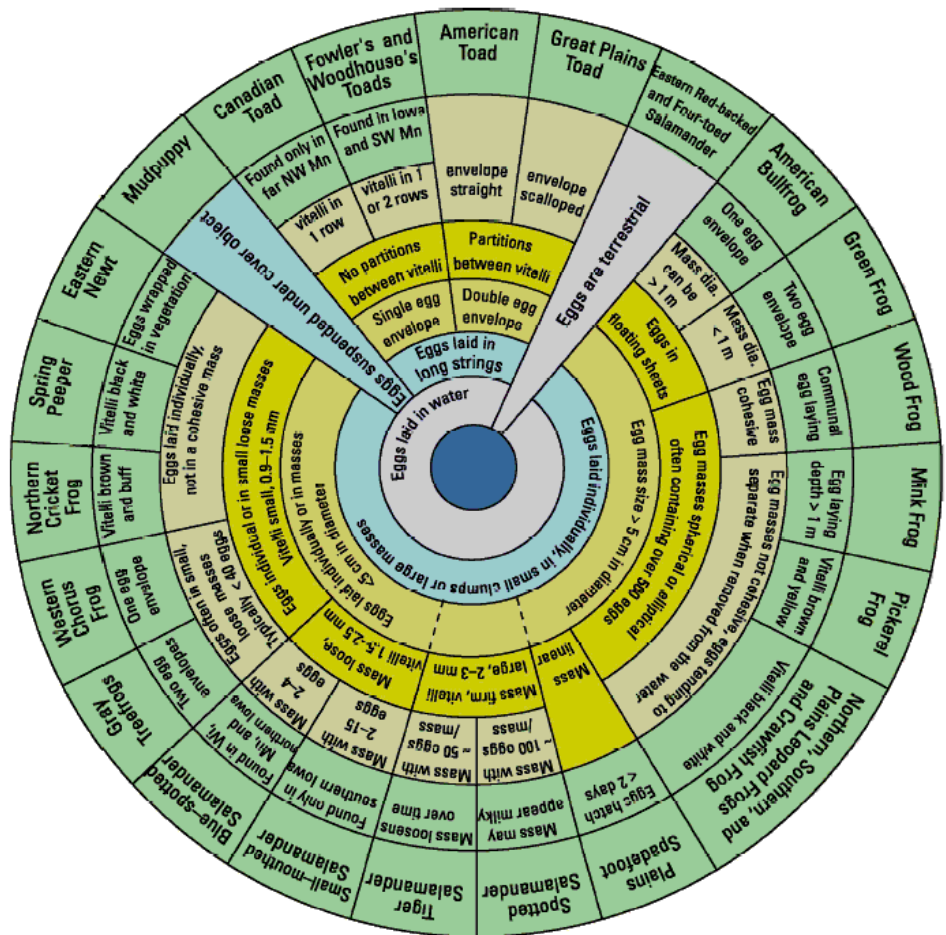 American
Toad
Great Plains
Toad
Eastern Red-backed
and Four-toed
Salamander
American
Bullfrog
Green Frog
Wood Frog
Mink Frog
Pickerel
Frog
Northern, Southern, and
Plains Leopard Frogs
and Crawfish Frog
Plains
Spadefoot
Spotted
Salamander
Tiger
Salamander
Small-mouthed
Salamander
Blue-spotted
Salamander
Gray
Treefrogs
Western
Chorus
Frog
Northern
Cricket
Frog
Spring
Peeper
Eastern
Newt
Mudpuppy
Canadian
Toad
Fowler's and
Woodhouse's
Toads
Found only in
far NW Mn
Found in Iowa
and SW Mn
vitelli in
1 row
vitelli in 1
or 2 rows
envelope
straight
envelope
scalloped
No partitions
between vitelli
Partitions
between vitelli
Single egg
envelope
Double egg
envelope
Eggs laid in
long strings
Eggs laid in water
Eggs are terrestrial
Eggs suspended under cover object
One egg
envelope
Two egg
envelope
Mass dia.
can be
> 1 m
Mass dia.
< 1 m
Eggs in
floating sheets
Communal
egg laying
Egg mass
cohesive
Egg laying
depth > 1 m
Vitelli brown
and yellow
Vitelli black and white
Egg masses not cohesive, eggs tending to
separate when removed from the
water
Egg masses spherical or elliptical
often containing over 500 eggs
Egg mass size > 5 cm in diameter
Eggs laid individually, in small clumps or large masses
Mass
linear
Eggs hatch
< 2 days
Mass firm, vitelli
large, 2–3 mm
Mass with
~ 100 eggs
/mass
Mass may
appear milky
Mass with
~ 50 eggs
/mass
Mass loosens
over time
Mass loose,
vitelli 1.5–2.5 mm
Mass with
2–15
eggs
Found only in
southern Iowa
Mass with
2–4
eggs
Found in Wi,
Mn, and
northern Iowa
Eggs laid individually or in masses
<5 cm in diameter
Eggs individual or in small loose masses
Vitelli small, 0.9–1.5 mm
Eggs often in small,
loose masses
Typically < 40 eggs
Two egg
envelopes
One egg
envelope
Eggs laid individually,
not in a cohesive mass
Vitelli brown
and buff
Vitelli black
and white
Eggs wrapped
in vegetation